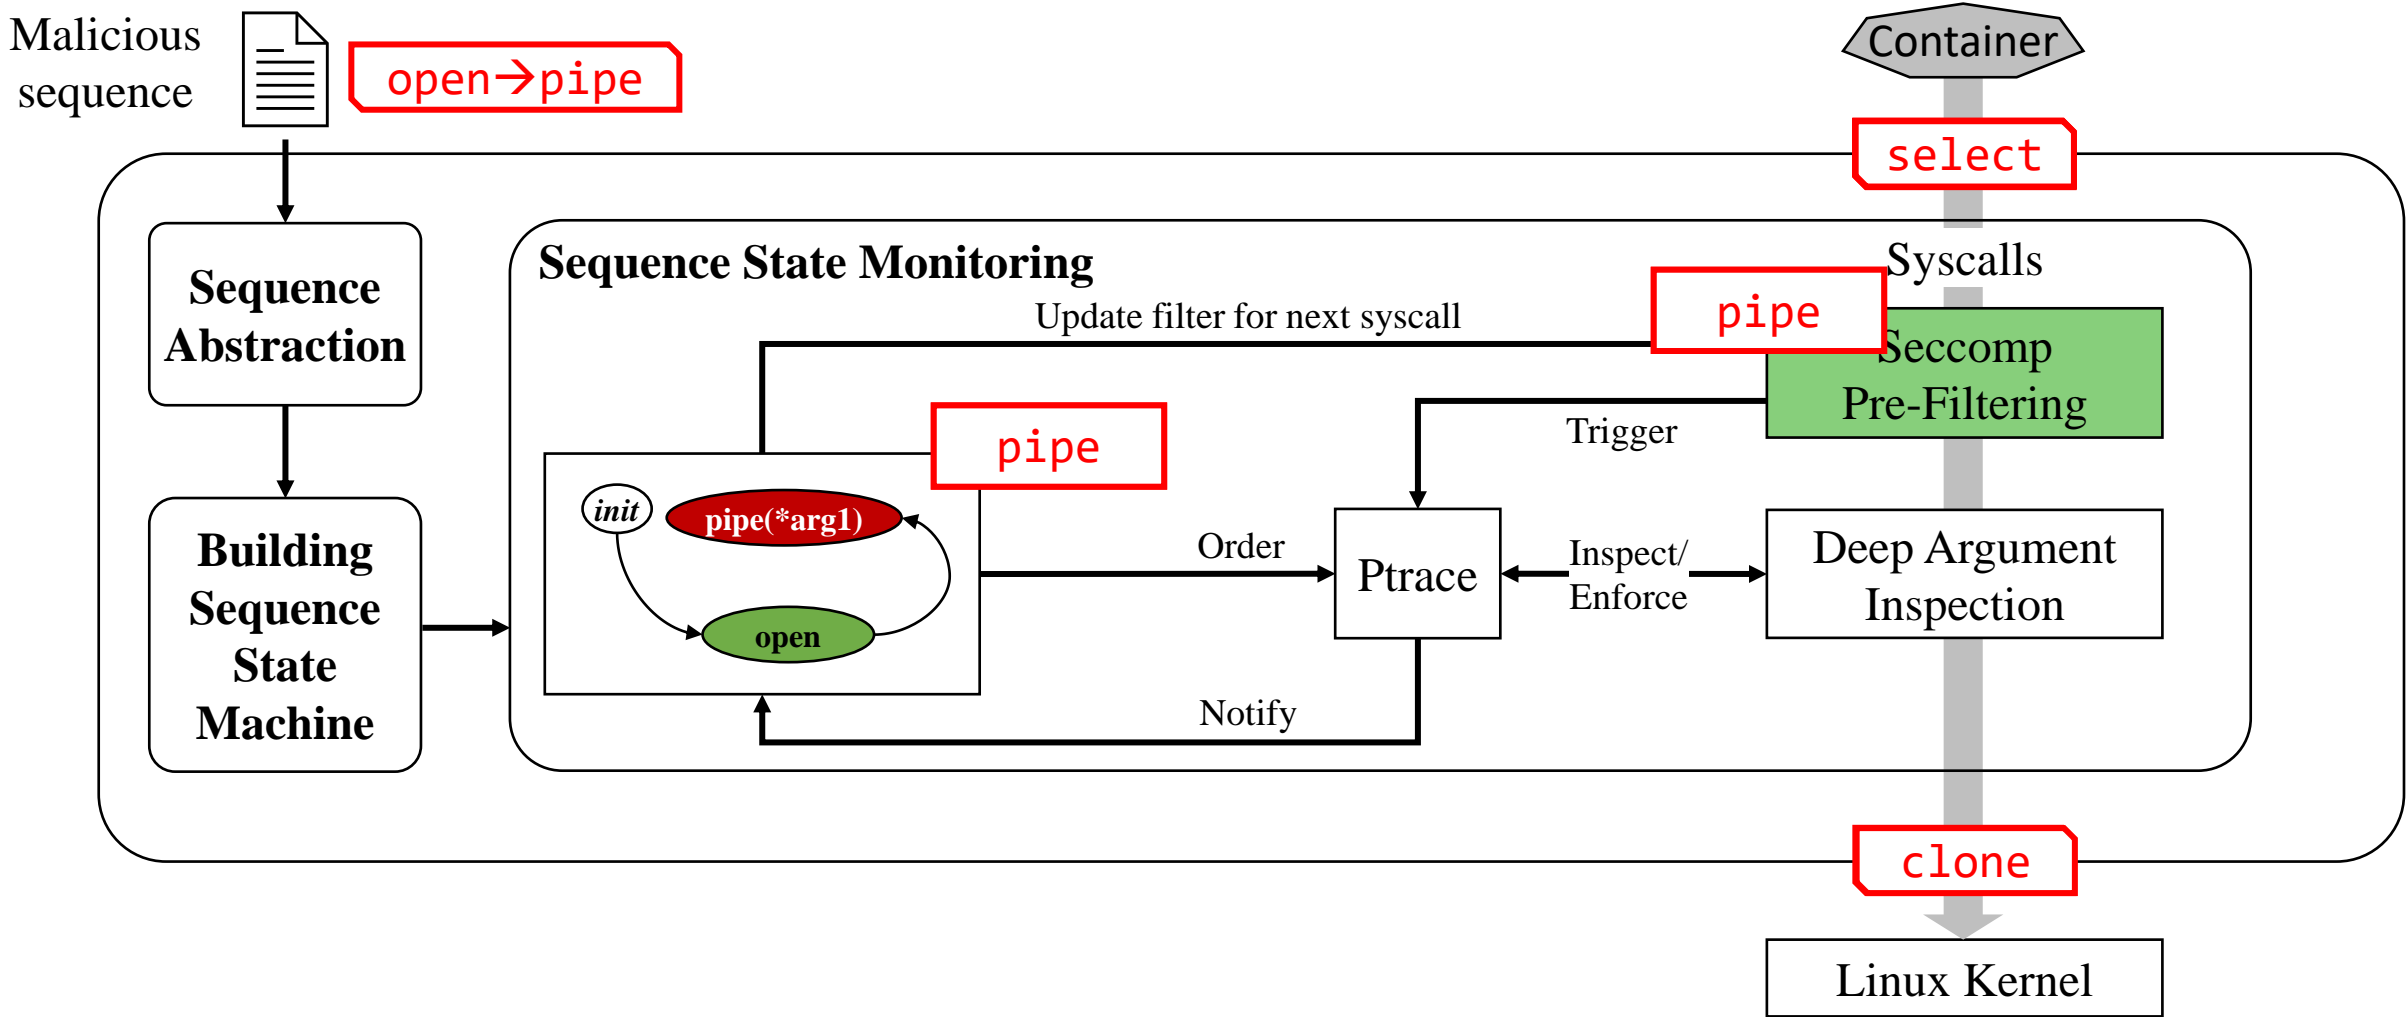 Malicious
sequence
open→pipe
Container
select
Sequence
Abstraction
Building
Sequence
State
Machine
Sequence State Monitoring
Syscalls
Update filter for next syscall
pipe
Seccomp
Pre-Filtering
Trigger
pipe
init
pipe(*arg1)
open
Order
Ptrace
Inspect/
Enforce
Deep Argument
Inspection
Notify
clone
Linux Kernel